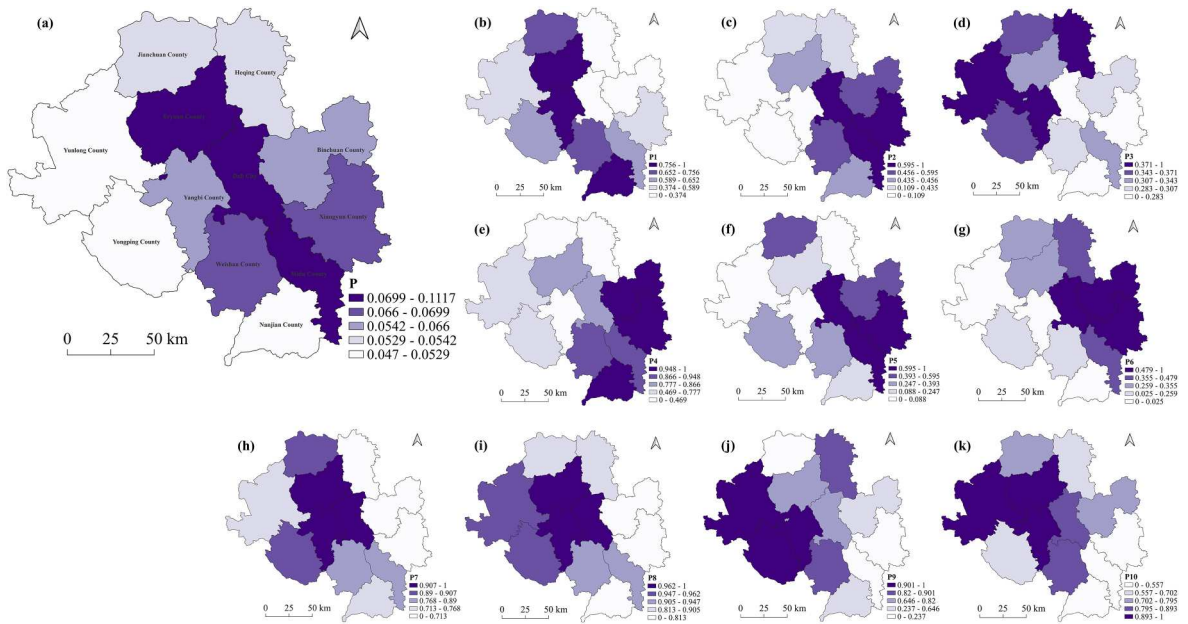 (a)
Jianchuan County
Heqing County
Eryuan County
Yunlong County
Binchuan County
Dali City
Yangbi County
Xiangyun County
Yongping County
Weishan County
Midu County
Nanjian County
P
0.0699 - 0.1117
0.066 - 0.0699
0.0542 - 0.066
0.0529 - 0.0542
0.047 - 0.0529
0 25 50 km
(b)
P1
0.756 - 1
0.652 - 0.756
0.589 - 0.652
0.374 - 0.589
0 - 0.374
0 25 50 km
(c)
P2
0.595 - 1
0.456 - 0.595
0.435 - 0.456
0.109 - 0.435
0 - 0.109
0 25 50 km
(d)
P3
0.371 - 1
0.343 - 0.371
0.307 - 0.343
0.283 - 0.307
0 - 0.283
0 25 50 km
(e)
P4
0.948 - 1
0.866 - 0.948
0.777 - 0.866
0.469 - 0.777
0 - 0.469
0 25 50 km
(f)
P5
0.595 - 1
0.393 - 0.595
0.247 - 0.393
0.088 - 0.247
0 - 0.088
0 25 50 km
(g)
P6
0.479 - 1
0.355 - 0.479
0.259 - 0.355
0.025 - 0.259
0 - 0.025
0 25 50 km
(h)
P7
0.907 - 1
0.89 - 0.907
0.768 - 0.89
0.713 - 0.768
0 - 0.713
0 25 50 km
(i)
P8
0.962 - 1
0.947 - 0.962
0.905 - 0.947
0.813 - 0.905
0 - 0.813
0 25 50 km
(j)
P9
0.901 - 1
0.82 - 0.901
0.646 - 0.82
0.237 - 0.646
0 - 0.237
0 25 50 km
(k)
P10
0 - 0.557
0.557 - 0.702
0.702 - 0.795
0.795 - 0.893
0.893 - 1
0 25 50 km